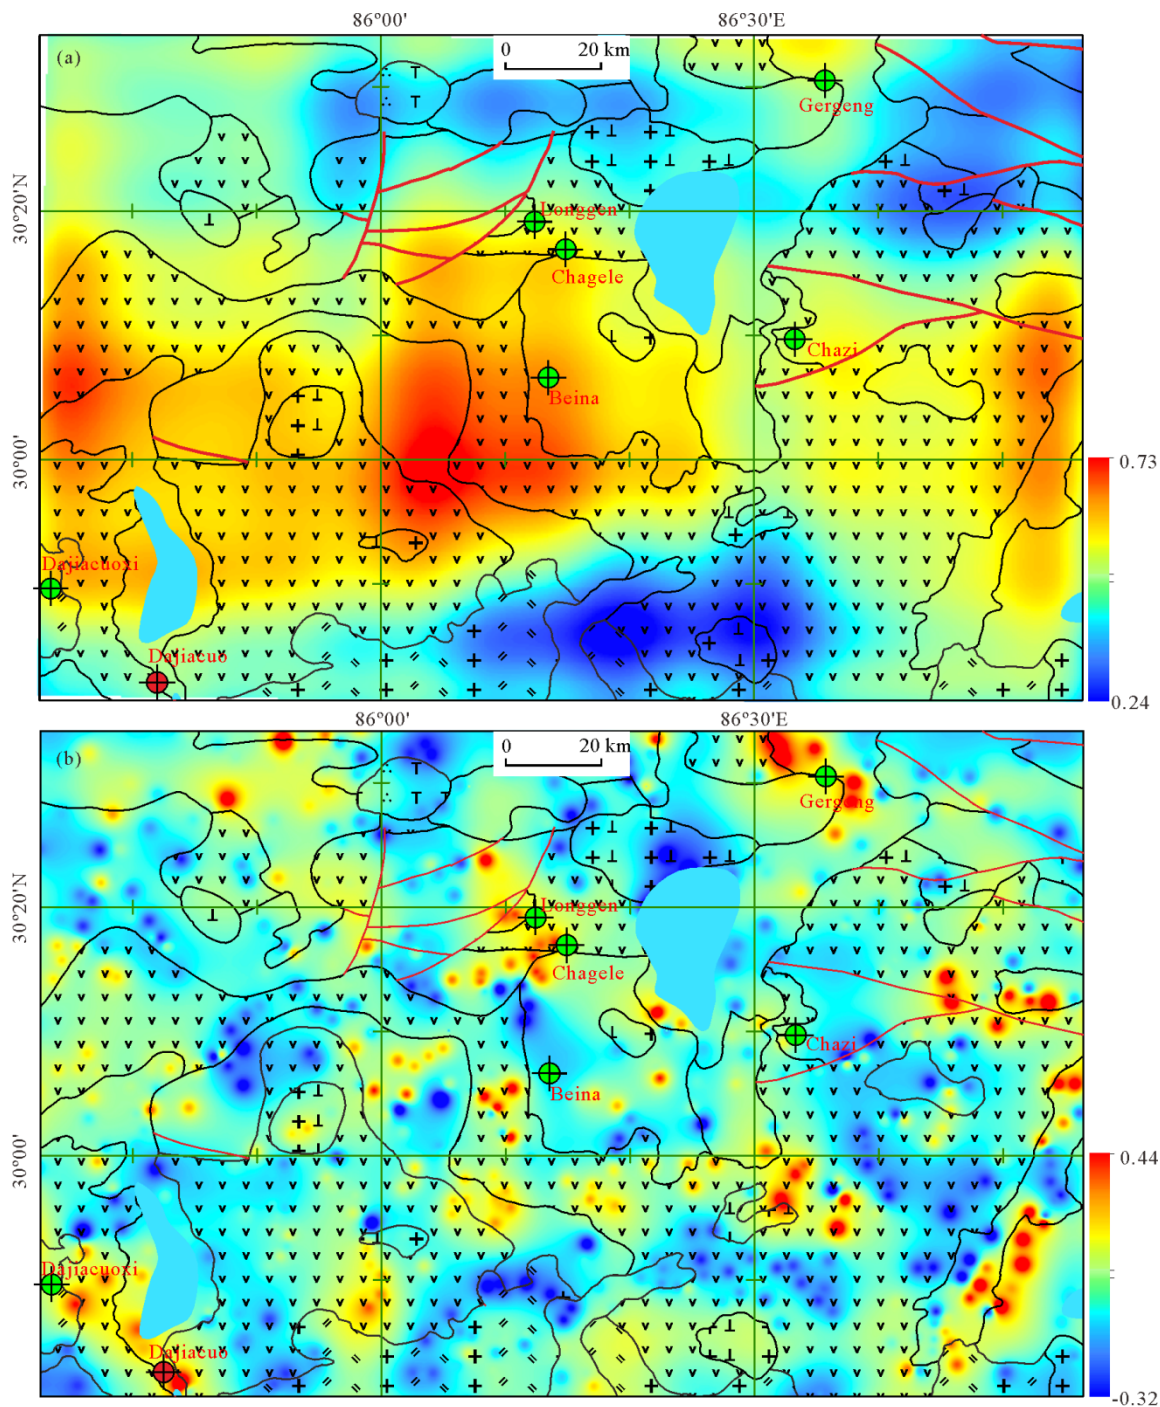 86°00'
86°30'E
(a)
0
20 km
Gergeng
30°20'N
Longgen
Chagele
Chazi
Beina
30°00'
0.73
Dajiacuoxi
Dajiacuo
0.24
86°00'
86°30'E
(b)
0
20 km
Gergeng
30°20'N
Longgen
Chagele
Chazi
Beina
30°00'
0.44
Dajiacuoxi
Dajiacuo
-0.32